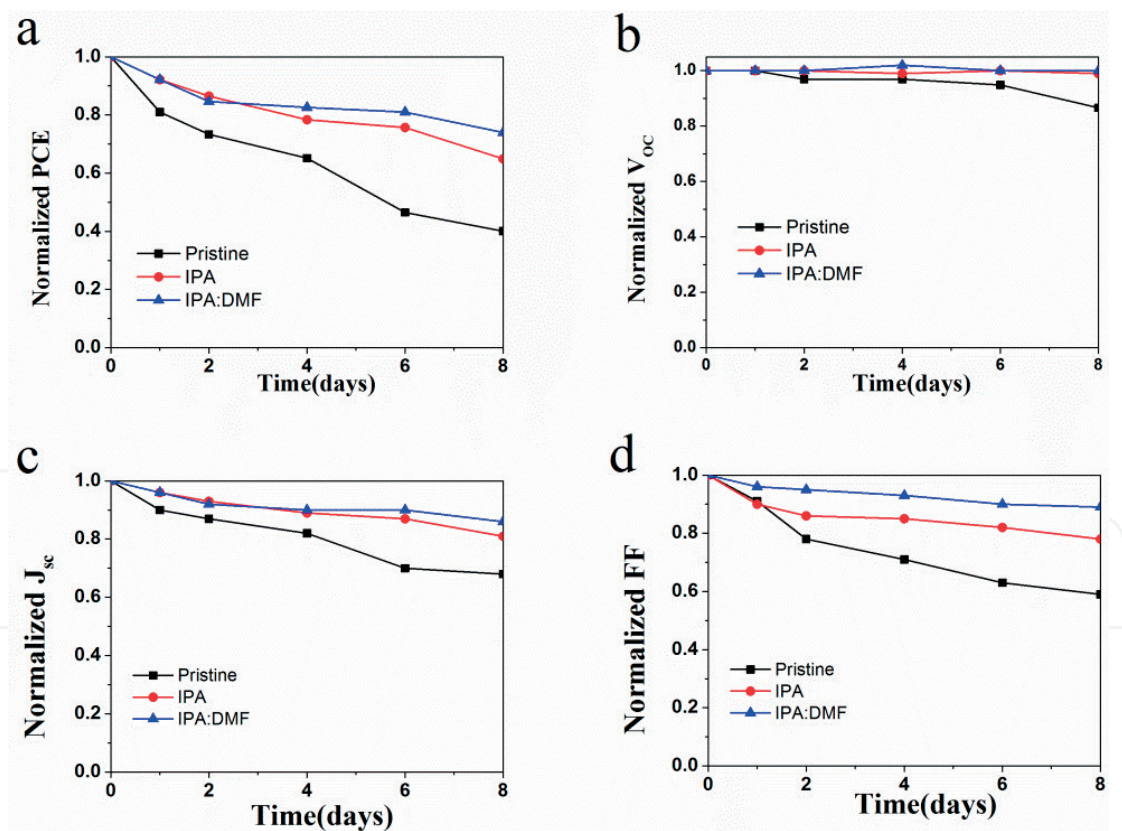 a
1.0
0.8
0.6
0.4
0.2
0.0
Normalized PCE
Pristine
IPA
IPA:DMF
0 2 4 6 8
Time(days)
b
1.0
0.8
0.6
0.4
0.2
0.0
Normalized V_OC
Pristine
IPA
IPA:DMF
0 2 4 6 8
Time(days)
c
1.0
0.8
0.6
0.4
0.2
0.0
Normalized J_sc
Pristine
IPA
IPA:DMF
0 2 4 6 8
Time(days)
d
1.0
0.8
0.6
0.4
0.2
0.0
Normalized FF
Pristine
IPA
IPA:DMF
0 2 4 6 8
Time(days)